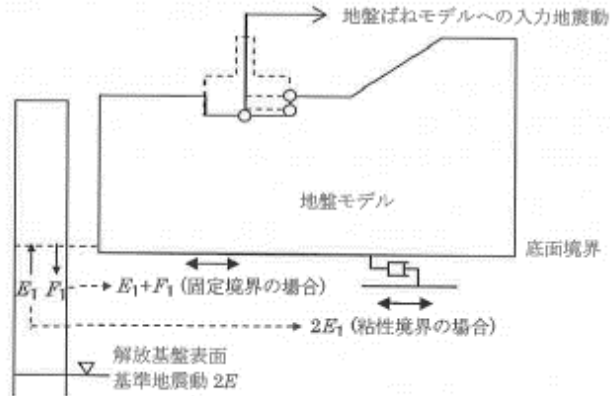 地盤ばねモデルへの入力地震動
地盤モデル
底面境界
E₁ F₁
E₁+F₁ (固定境界の場合)
2E₁ (粘性境界の場合)
解放基盤表面
基準地震動 2E